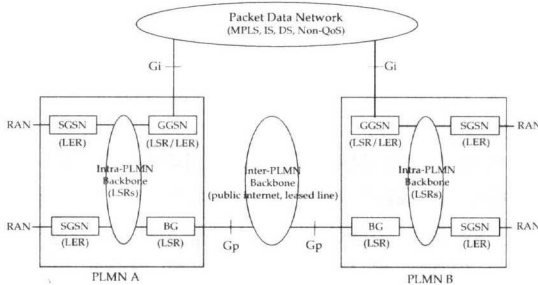 Packet Data Network
(MPLS, IS, DS, Non-QoS)
Gi
Gi
RAN
SGSN
(LER)
GGSN
(LSR/LER)
GGSN
(LSR/LER)
SGSN
(LER)
RAN
Intra-PLMN
Backbone
(LSRs)
Inter-PLMN
Backbone
(public internet, leased line)
Intra-PLMN
Backbone
(LSRs)
RAN
SGSN
(LER)
BG
(LSR)
Gp
Gp
BG
(LSR)
SGSN
(LER)
RAN
PLMN A
PLMN B